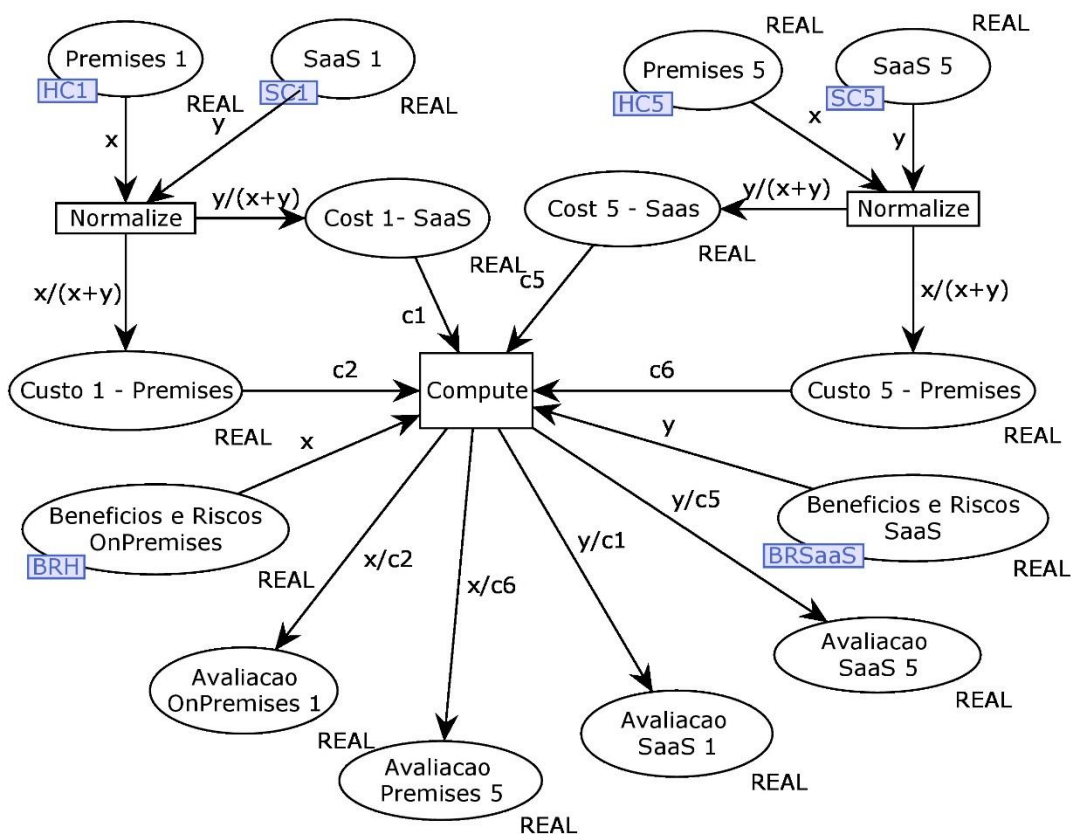 Premises 1
HC1
REAL
SaaS 1
SC1
REAL
Premises 5
HC5
REAL
SaaS 5
SC5
REAL
x
y
x
y
Normalize
y/(x+y)
Cost 1- SaaS
REAL
Cost 5 - Saas
REAL
y/(x+y)
Normalize
x/(x+y)
c1
c5
x/(x+y)
Custo 1 - Premises
REAL
c2
Compute
c6
Custo 5 - Premises
REAL
x
y
Beneficios e Riscos
OnPremises
BRH
REAL
Beneficios e Riscos
SaaS
BRSaaS
REAL
x/c2
x/c6
y/c1
y/c5
Avaliacao
OnPremises 1
REAL
Avaliacao
Premises 5
REAL
Avaliacao
SaaS 1
REAL
Avaliacao
SaaS 5
REAL